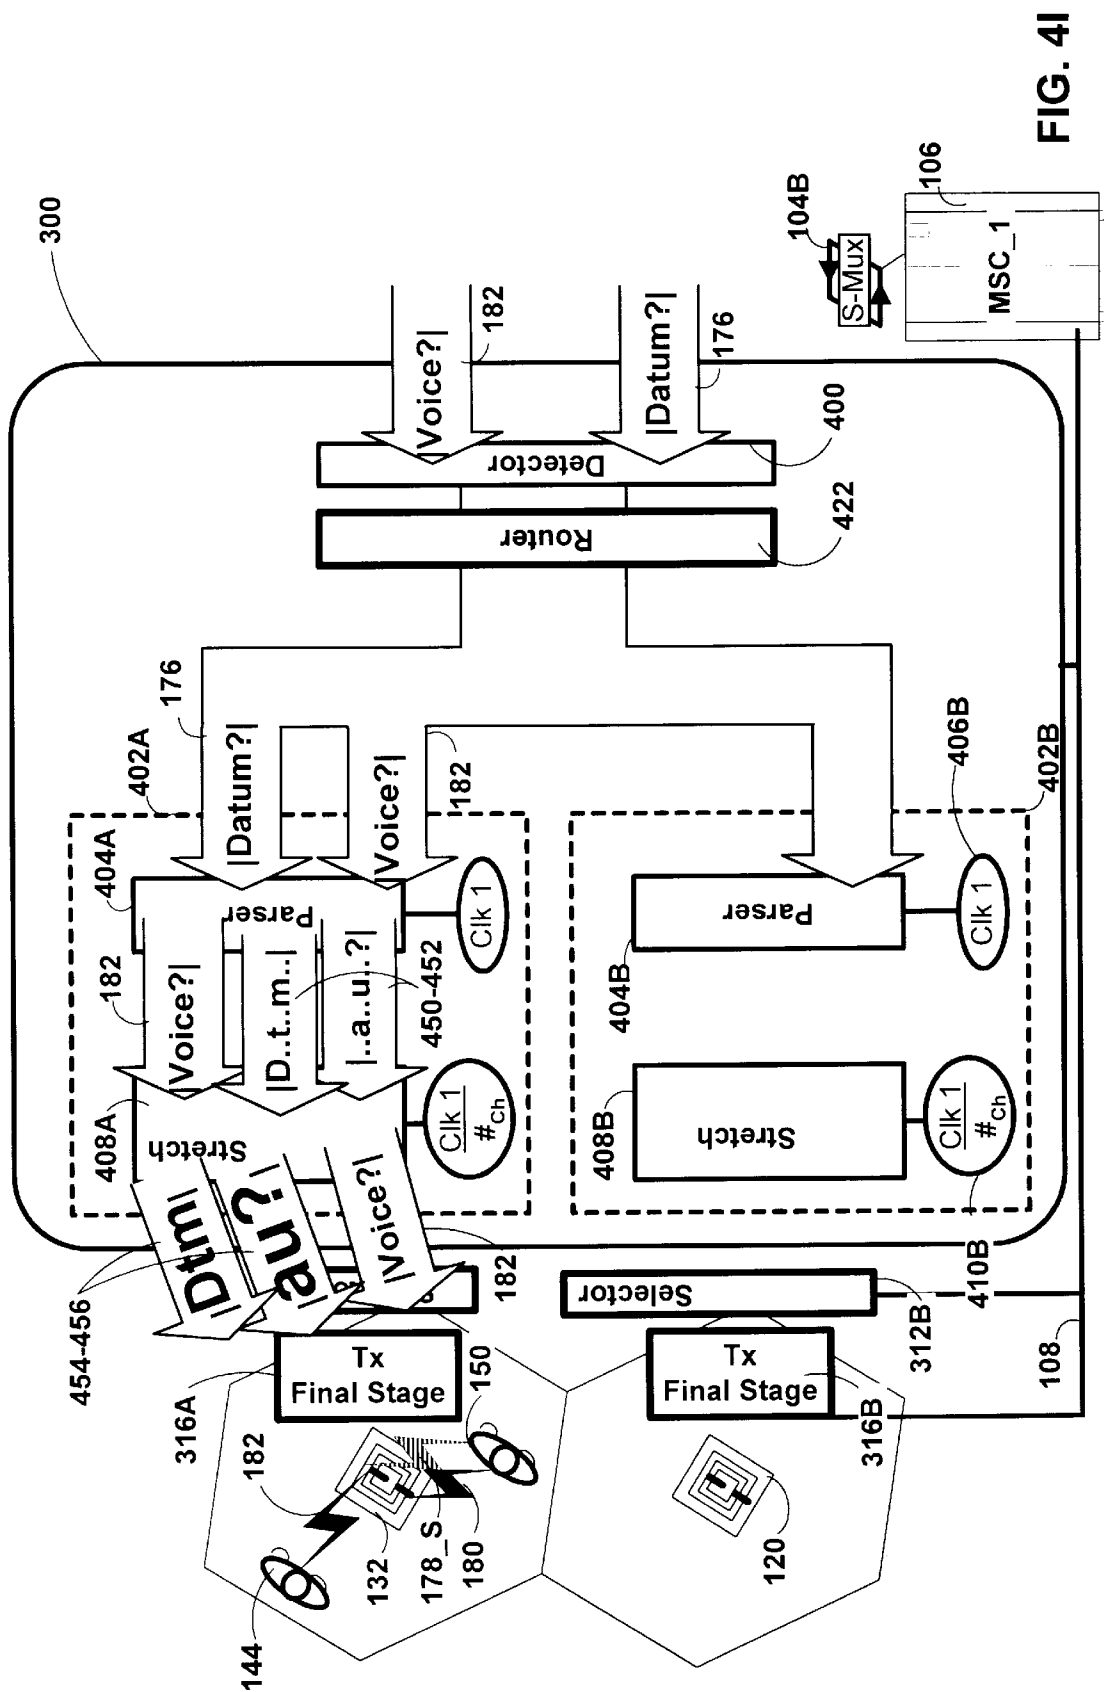 300
454-456
182
408A
404A
402A
176
144
316A
182
|Dtm|
|Voice?|
Parser
|Datum?|
|au?|
Stretch
|D..t..m..|
132
Tx
Final Stage
|Voice?|
|..a..u..?|
|Voice?|
178_S
450-452
182
180
150
182
Clk 1
#Ch
Clk 1
Router
Detector
|Voice?|
182
408B
404B
|Datum?|
176
Tx
Final Stage
Selector
Stretch
Parser
400
422
120
316B
312B
410B
Clk 1
#Ch
Clk 1
406B
402B
104B
S-Mux
106
MSC_1
108
FIG. 4I